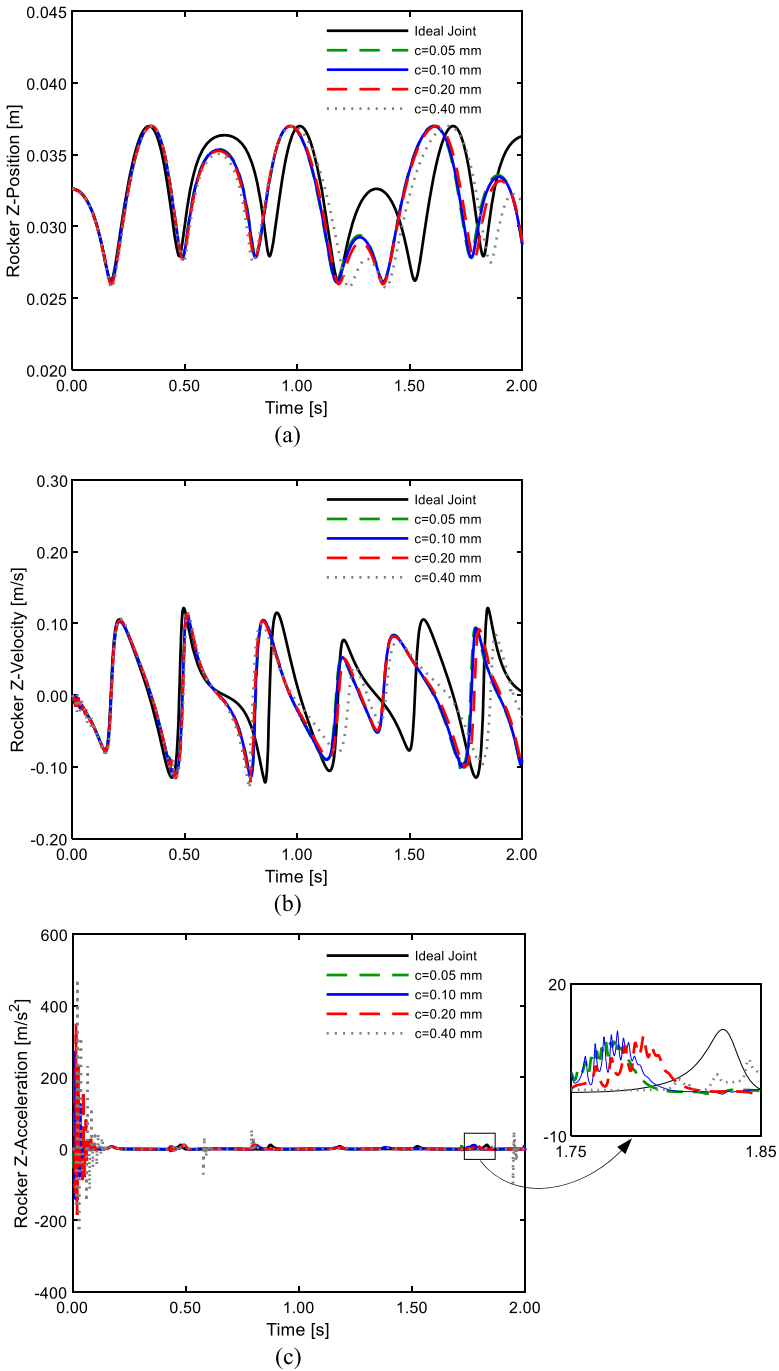 0.045
0.040
0.035
0.030
0.025
0.020
Rocker Z-Position [m]
Ideal Joint
c=0.05 mm
c=0.10 mm
c=0.20 mm
c=0.40 mm
0.00 0.50 1.00 1.50 2.00
Time [s]
(a)
0.30
0.20
0.10
0.00
-0.10
-0.20
Rocker Z-Velocity [m/s]
Ideal Joint
c=0.05 mm
c=0.10 mm
c=0.20 mm
c=0.40 mm
0.00 0.50 1.00 1.50 2.00
Time [s]
(b)
600
400
200
0
-200
-400
Rocker Z-Acceleration [m/s²]
Ideal Joint
c=0.05 mm
c=0.10 mm
c=0.20 mm
c=0.40 mm
0.00 0.50 1.00 1.50 2.00
Time [s]
20
-10
1.75 1.85
(c)